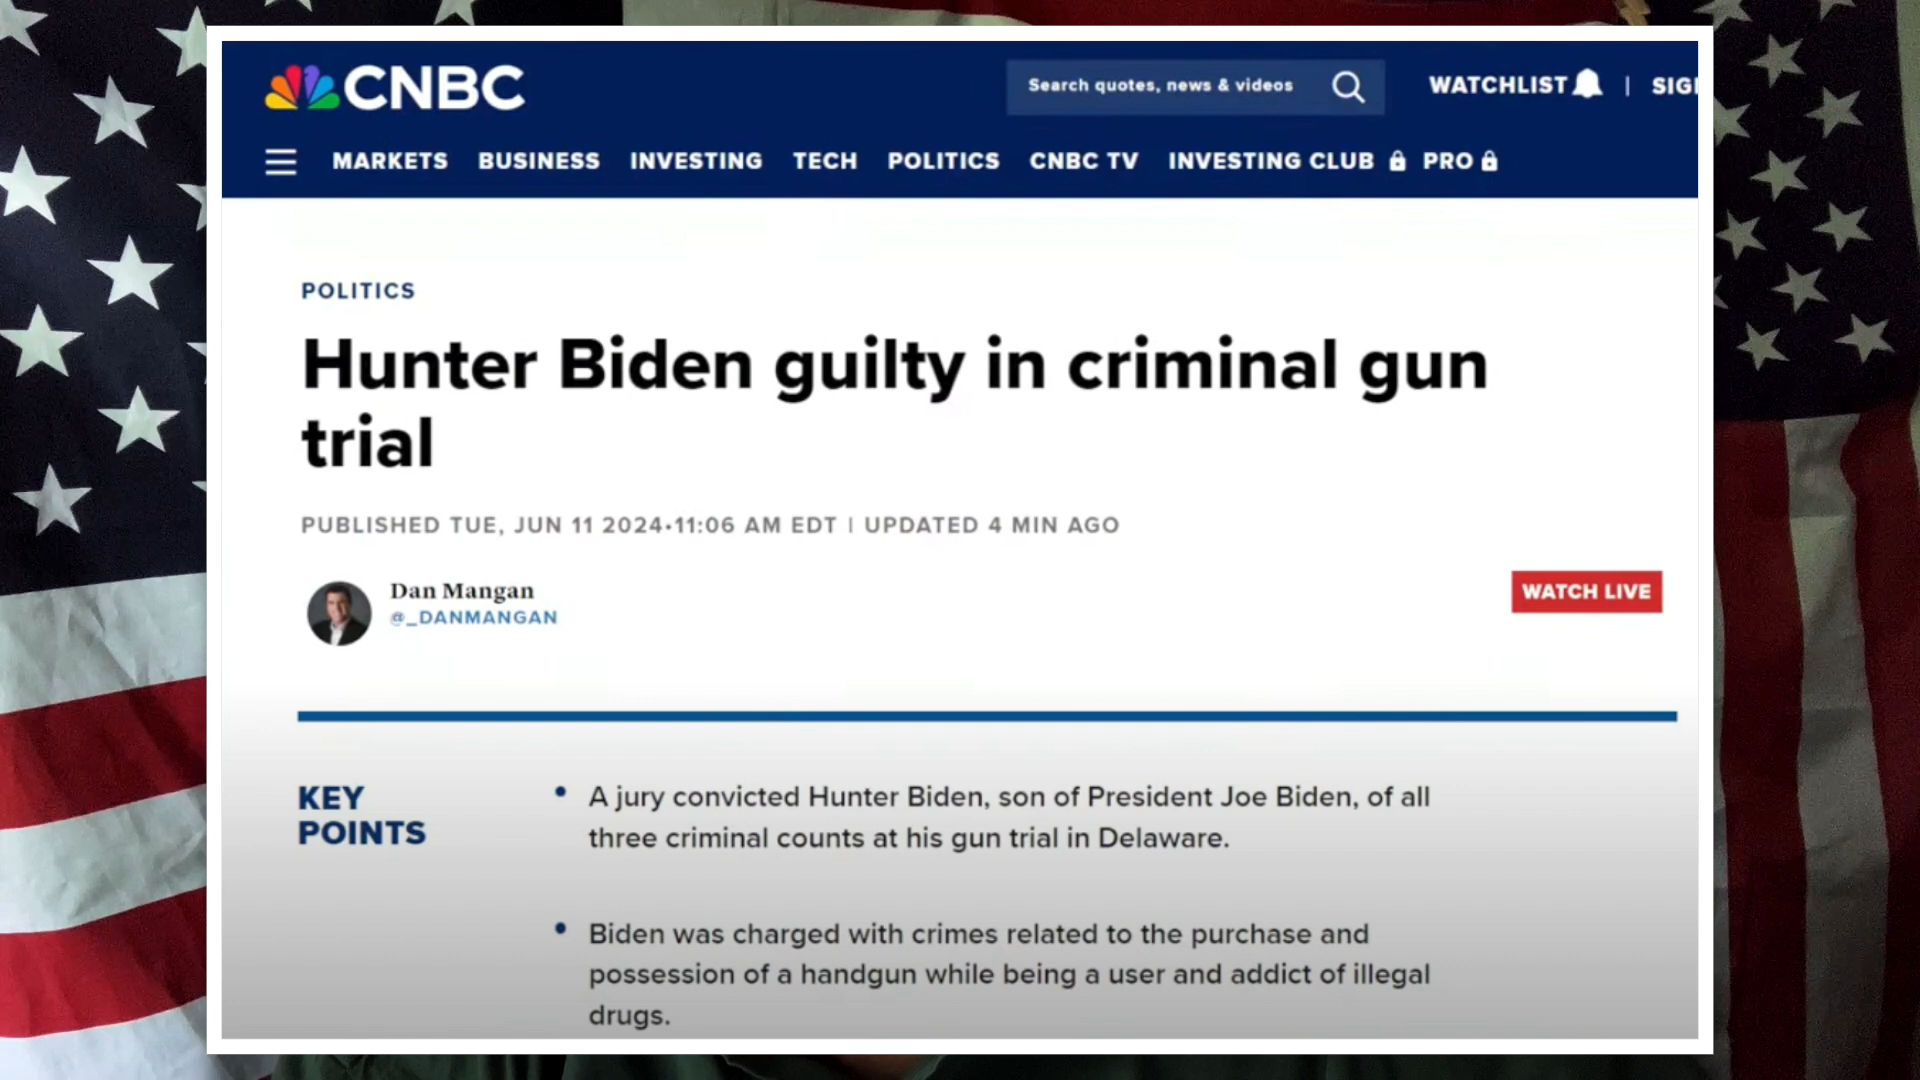 CNBC
Search quotes, news & videos
WATCHLIST | SIGI
MARKETS BUSINESS INVESTING TECH POLITICS CNBC TV INVESTING CLUB PRO
POLITICS
Hunter Biden guilty in criminal gun
trial
PUBLISHED TUE, JUN 11 2024•11:06 AM EDT | UPDATED 4 MIN AGO
Dan Mangan
@_DANMANGAN
WATCH LIVE
KEY
POINTS
• A jury convicted Hunter Biden, son of President Joe Biden, of all
three criminal counts at his gun trial in Delaware.
• Biden was charged with crimes related to the purchase and
possession of a handgun while being a user and addict of illegal
drugs.